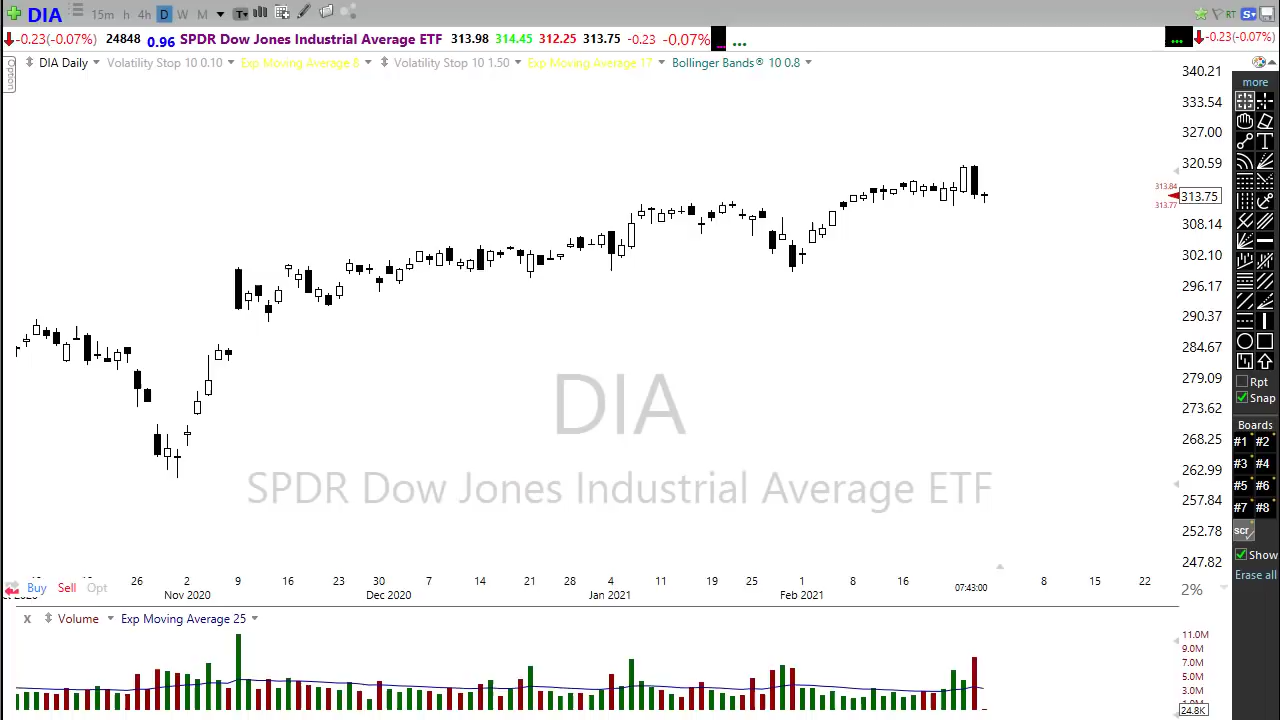 DIA 15m h 4h D W M T RT S
-0.23(-0.07%) 24848 0.96 SPDR Dow Jones Industrial Average ETF 313.98 314.45 312.25 313.75 -0.23 -0.07% ... ... -0.23(-0.07%)
Option DIA Daily Volatility Stop 10 0.10 Exp Moving Average 8 Volatility Stop 10 1.50 Exp Moving Average 17 Bollinger Bands® 10 0.8
340.21
more
333.54
327.00
320.59
313.84
313.75
313.77
308.14
302.10
296.17
290.37
284.67
279.09
Rpt
Snap
273.62
Boards
268.25
#1 #2
262.99
#3 #4
#5 #6
257.84
#7 #8
252.78
scr
Show
247.82
Erase all
26 2 9 16 23 30 7 14 21 28 4 11 19 25 1 8 16 8 15 22
Buy Sell Opt 07:43:00 2%
Nov 2020 Dec 2020 Jan 2021 Feb 2021
x Volume Exp Moving Average 25
11.0M
9.0M
7.0M
5.0M
3.0M
24.8K
DIA
SPDR Dow Jones Industrial Average ETF